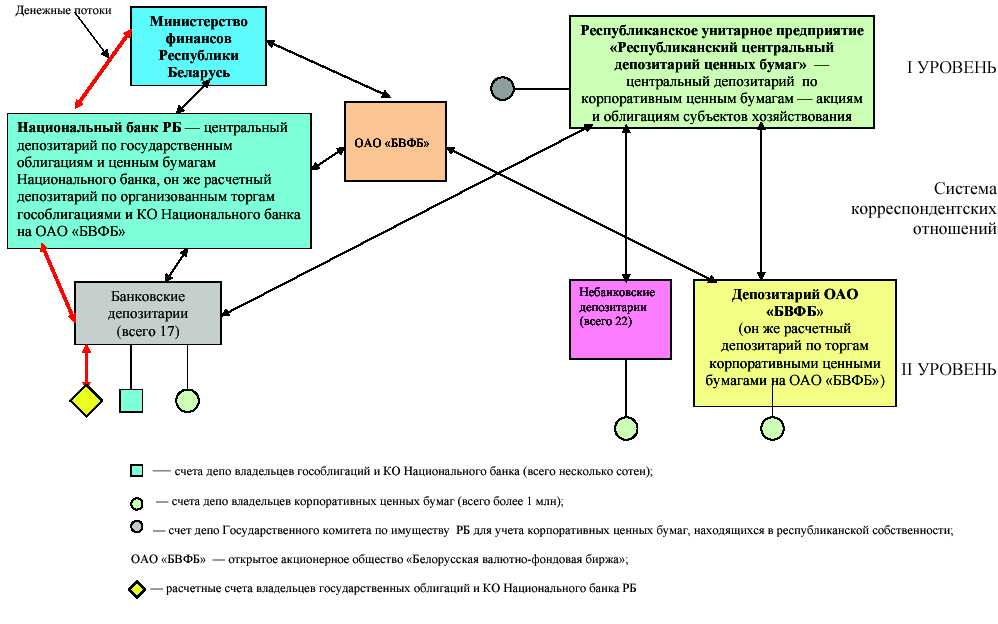 Денежные потоки
Министерство
финансов
Республики
Беларусь
Республиканское унитарное предприятие
«Республиканский центральный
депозитарий ценных бумаг» —
центральный депозитарий по
корпоративным ценным бумагам — акциям
и облигациям субъектов хозяйствования
I УРОВЕНЬ
Национальный банк РБ — центральный
депозитарий по государственным
облигациям и ценным бумагам
Национального банка, он же расчетный
депозитарий по организованным торгам
гособлигациями и КО Национального банка
на ОАО «БВФБ»
ОАО «БВФБ»
Система
корреспондентских
отношений
Банковские
депозитарии
(всего 17)
Небанковские
депозитарии
(всего 22)
Депозитарий ОАО
«БВФБ»
(он же расчетный
депозитарий по торгам
корпоративными ценными
бумагами на ОАО «БВФБ»)
II УРОВЕНЬ
— счета депо владельцев гособлигаций и КО Национального банка (всего несколько сотен);
— счета депо владельцев корпоративных ценных бумаг (всего более 1 млн);
— счет депо Государственного комитета по имуществу РБ для учета корпоративных ценных бумаг, находящихся в республиканской собственности;
ОАО «БВФБ» — открытое акционерное общество «Белорусская валютно-фондовая биржа»;
— расчетные счета владельцев государственных облигаций и КО Национального банка РБ